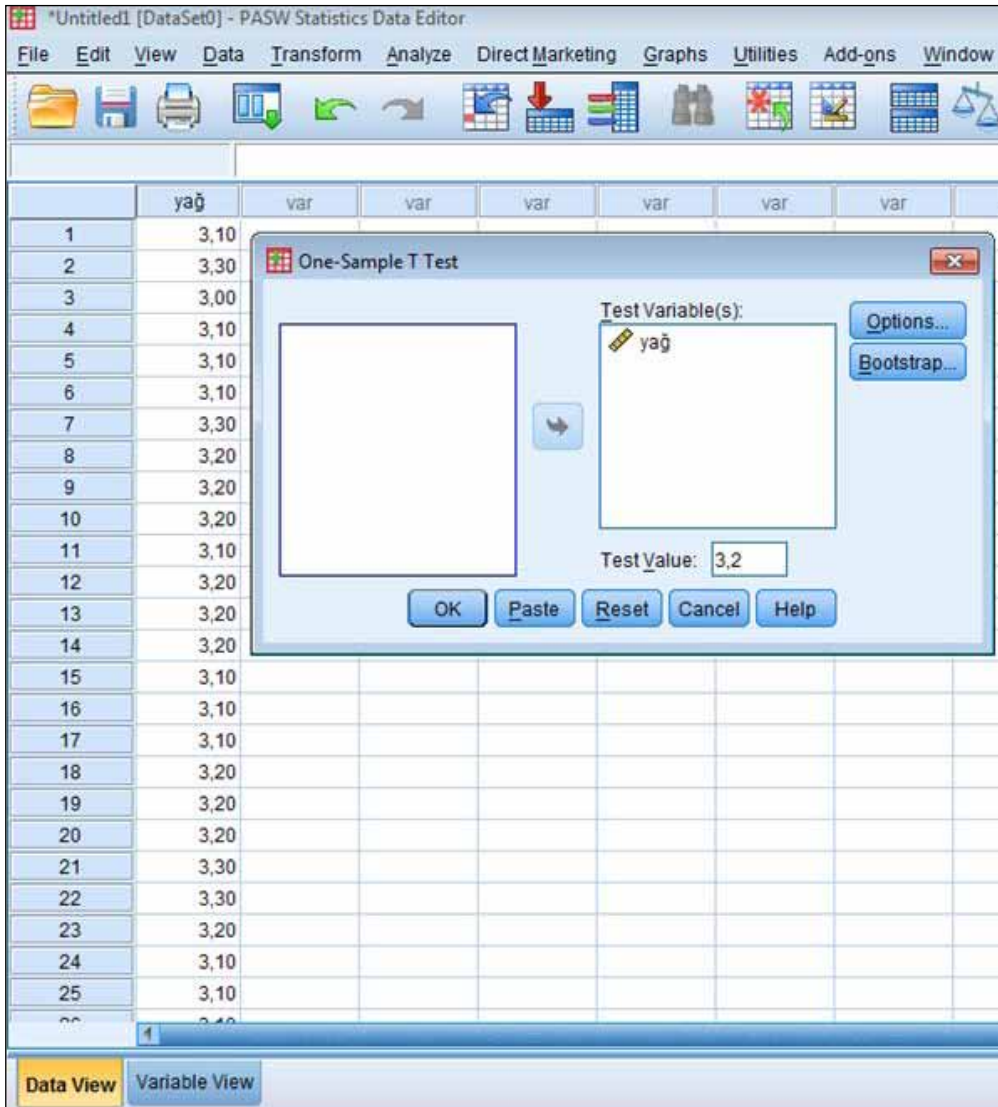 *Untitled1 [DataSet0] - PASW Statistics Data Editor
File Edit View Data Transform Analyze Direct Marketing Graphs Utilities Add-ons Window
yağ var var var var var var
1 3,10
2 3,30
3 3,00
4 3,10
5 3,10
6 3,10
7 3,30
8 3,20
9 3,20
10 3,20
11 3,10
12 3,20
13 3,20
14 3,20
15 3,10
16 3,10
17 3,10
18 3,20
19 3,20
20 3,20
21 3,30
22 3,30
23 3,20
24 3,10
25 3,10
One-Sample T Test
Test Variable(s):
yağ
Options...
Bootstrap...
Test Value: 3,2
OK Paste Reset Cancel Help
Data View Variable View